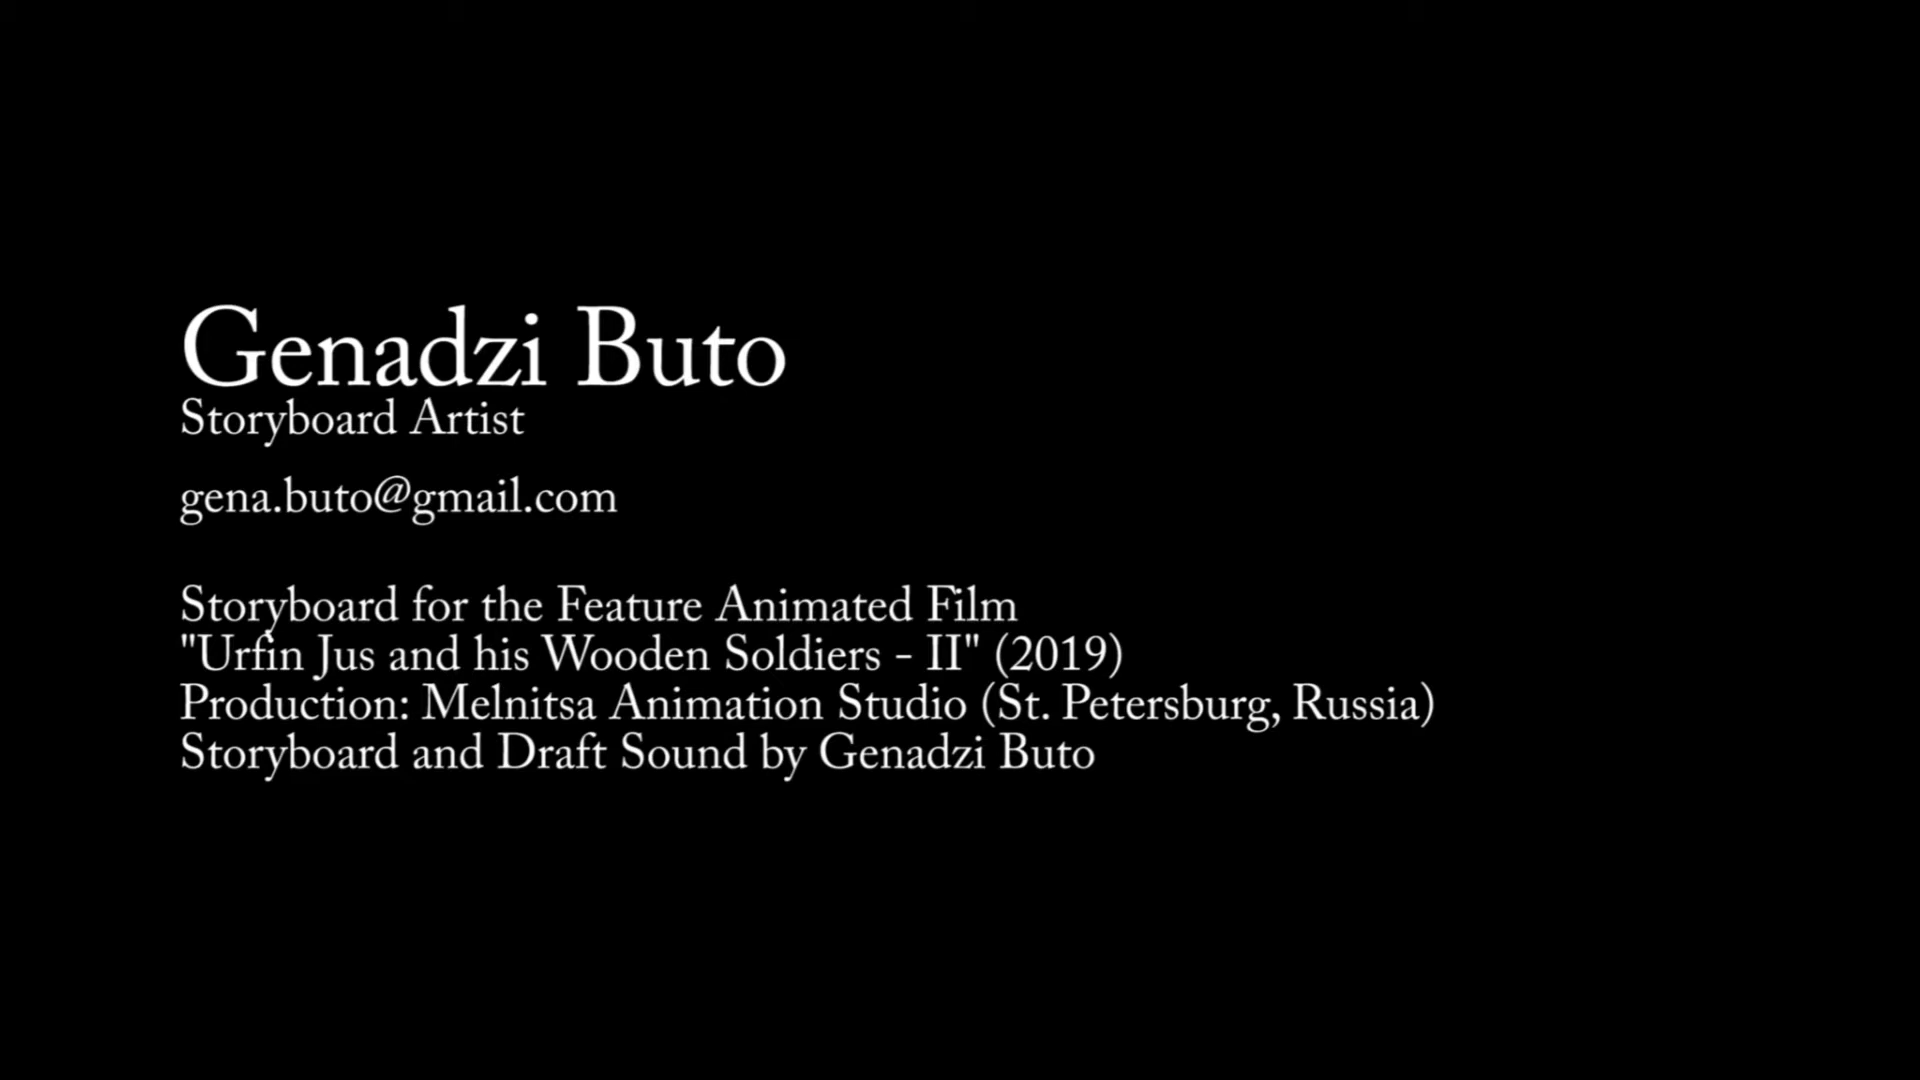 Genadzi Buto
Storyboard Artist
gena.buto@gmail.com
Storyboard for the Feature Animated Film
"Urfin Jus and his Wooden Soldiers - II" (2019)
Production: Melnitsa Animation Studio (St. Petersburg, Russia)
Storyboard and Draft Sound by Genadzi Buto